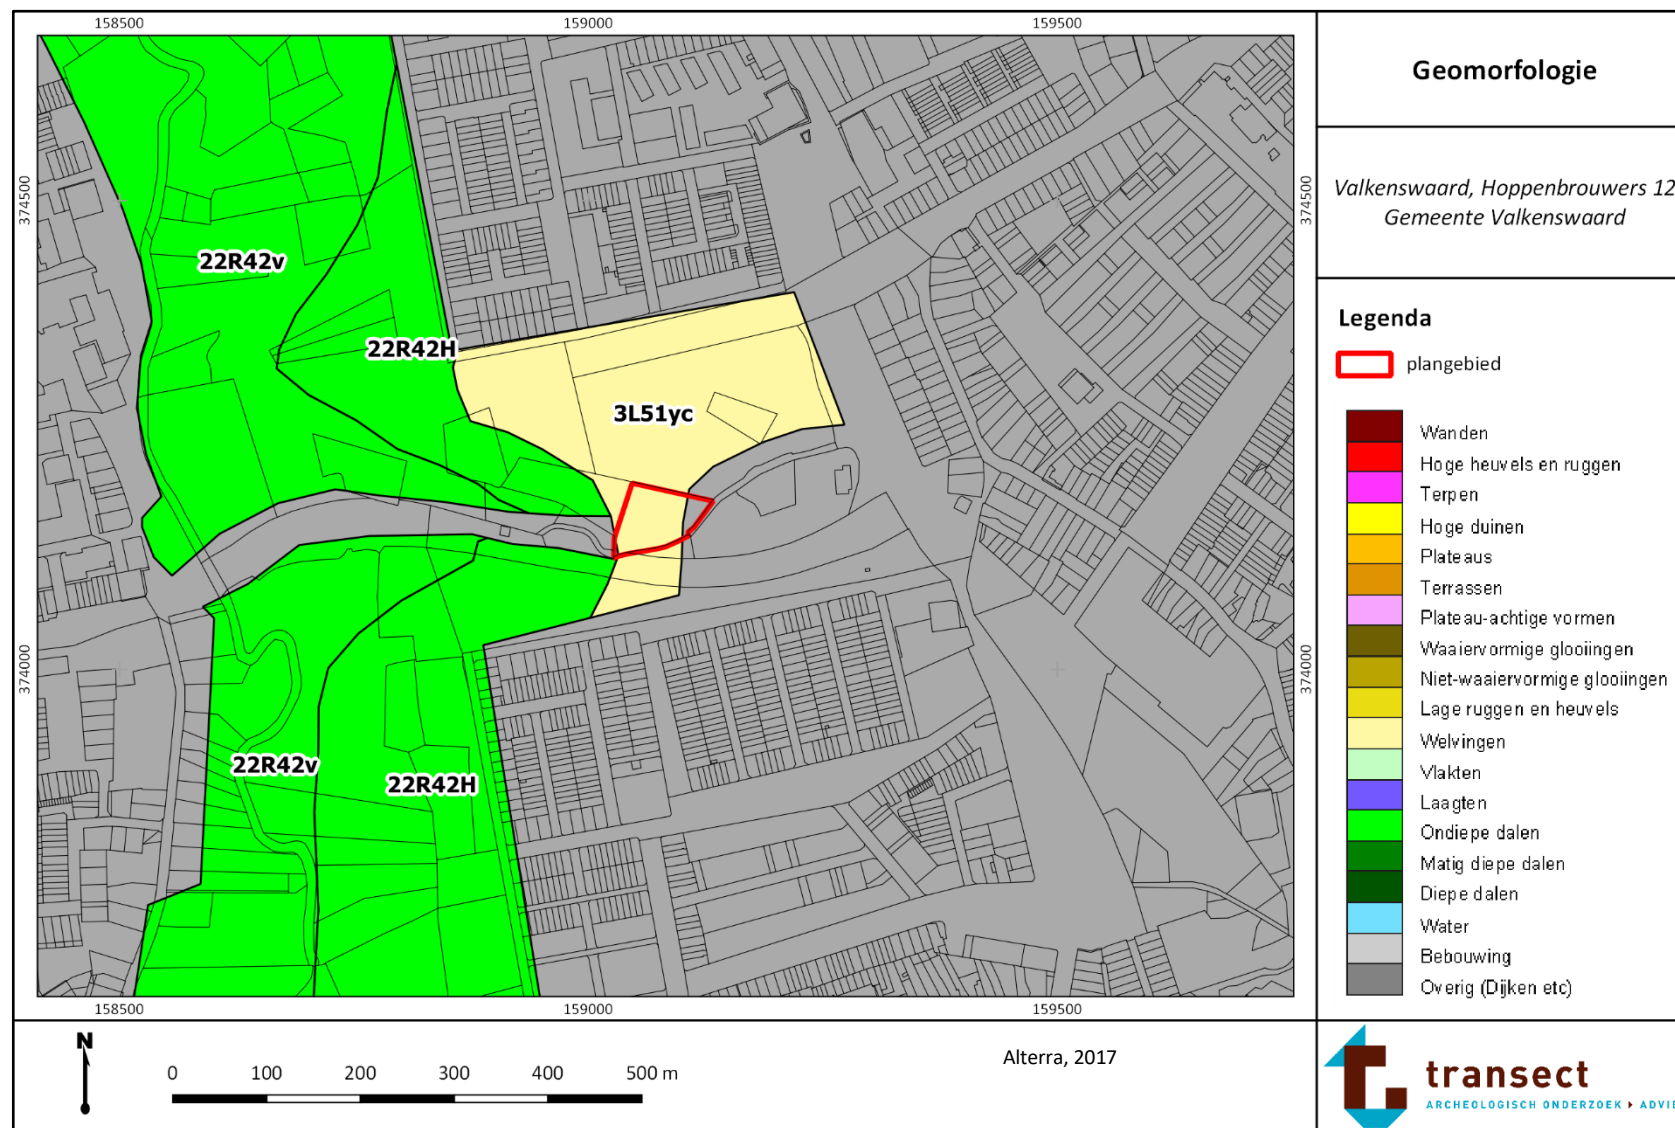 158500
159000
159500
374500
374500
22R42v
22R42H
3L51yc
374000
374000
22R42v
22R42H
158500
159000
159500
Geomorfologie
Valkenswaard, Hoppenbrouwers 12
Gemeente Valkenswaard
Legenda
plangebied
Wanden
Hoge heuvels en ruggen
Terpen
Hoge duinen
Plateaus
Terrassen
Plateau-achtige vormen
Waaiervormige glooiingen
Niet-waaiervormige glooiingen
Lage ruggen en heuvels
Welvingen
Vlakten
Laagten
Ondiepe dalen
Matig diepe dalen
Diepe dalen
Water
Bebouwing
Overig (Dijken etc)
N
0 100 200 300 400 500 m
Alterra, 2017
transect
ARCHEOLOGISCH ONDERZOEK ▸ ADVIE